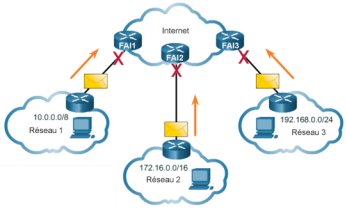 Internet
FAI1
FAI2
FAI3
10.0.0.0/8
Réseau 1
172.16.0.0/16
Réseau 2
192.168.0.0/24
Réseau 3